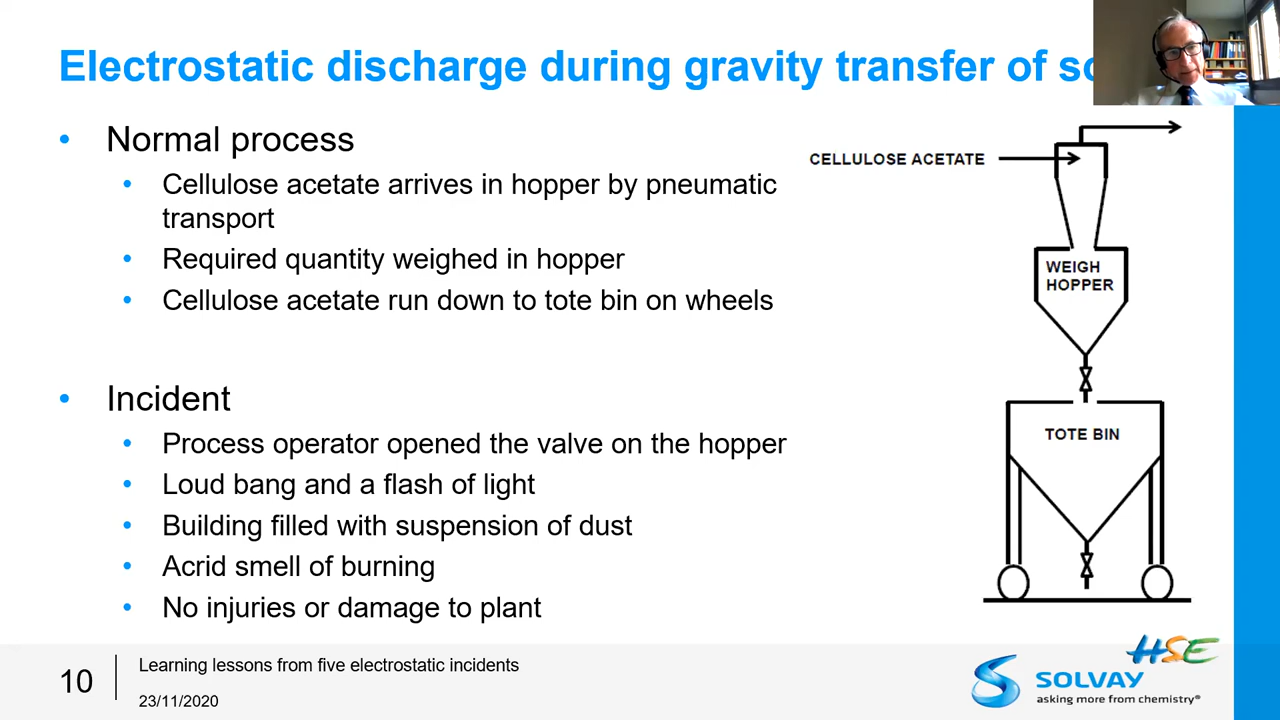 Electrostatic discharge during gravity transfer of
• Normal process
• Cellulose acetate arrives in hopper by pneumatic
transport
• Required quantity weighed in hopper
• Cellulose acetate run down to tote bin on wheels
• Incident
• Process operator opened the valve on the hopper
• Loud bang and a flash of light
• Building filled with suspension of dust
• Acrid smell of burning
• No injuries or damage to plant
CELLULOSE ACETATE
WEIGH
HOPPER
TOTE BIN
10
Learning lessons from five electrostatic incidents
23/11/2020
HSE
SOLVAY
asking more from chemistry®